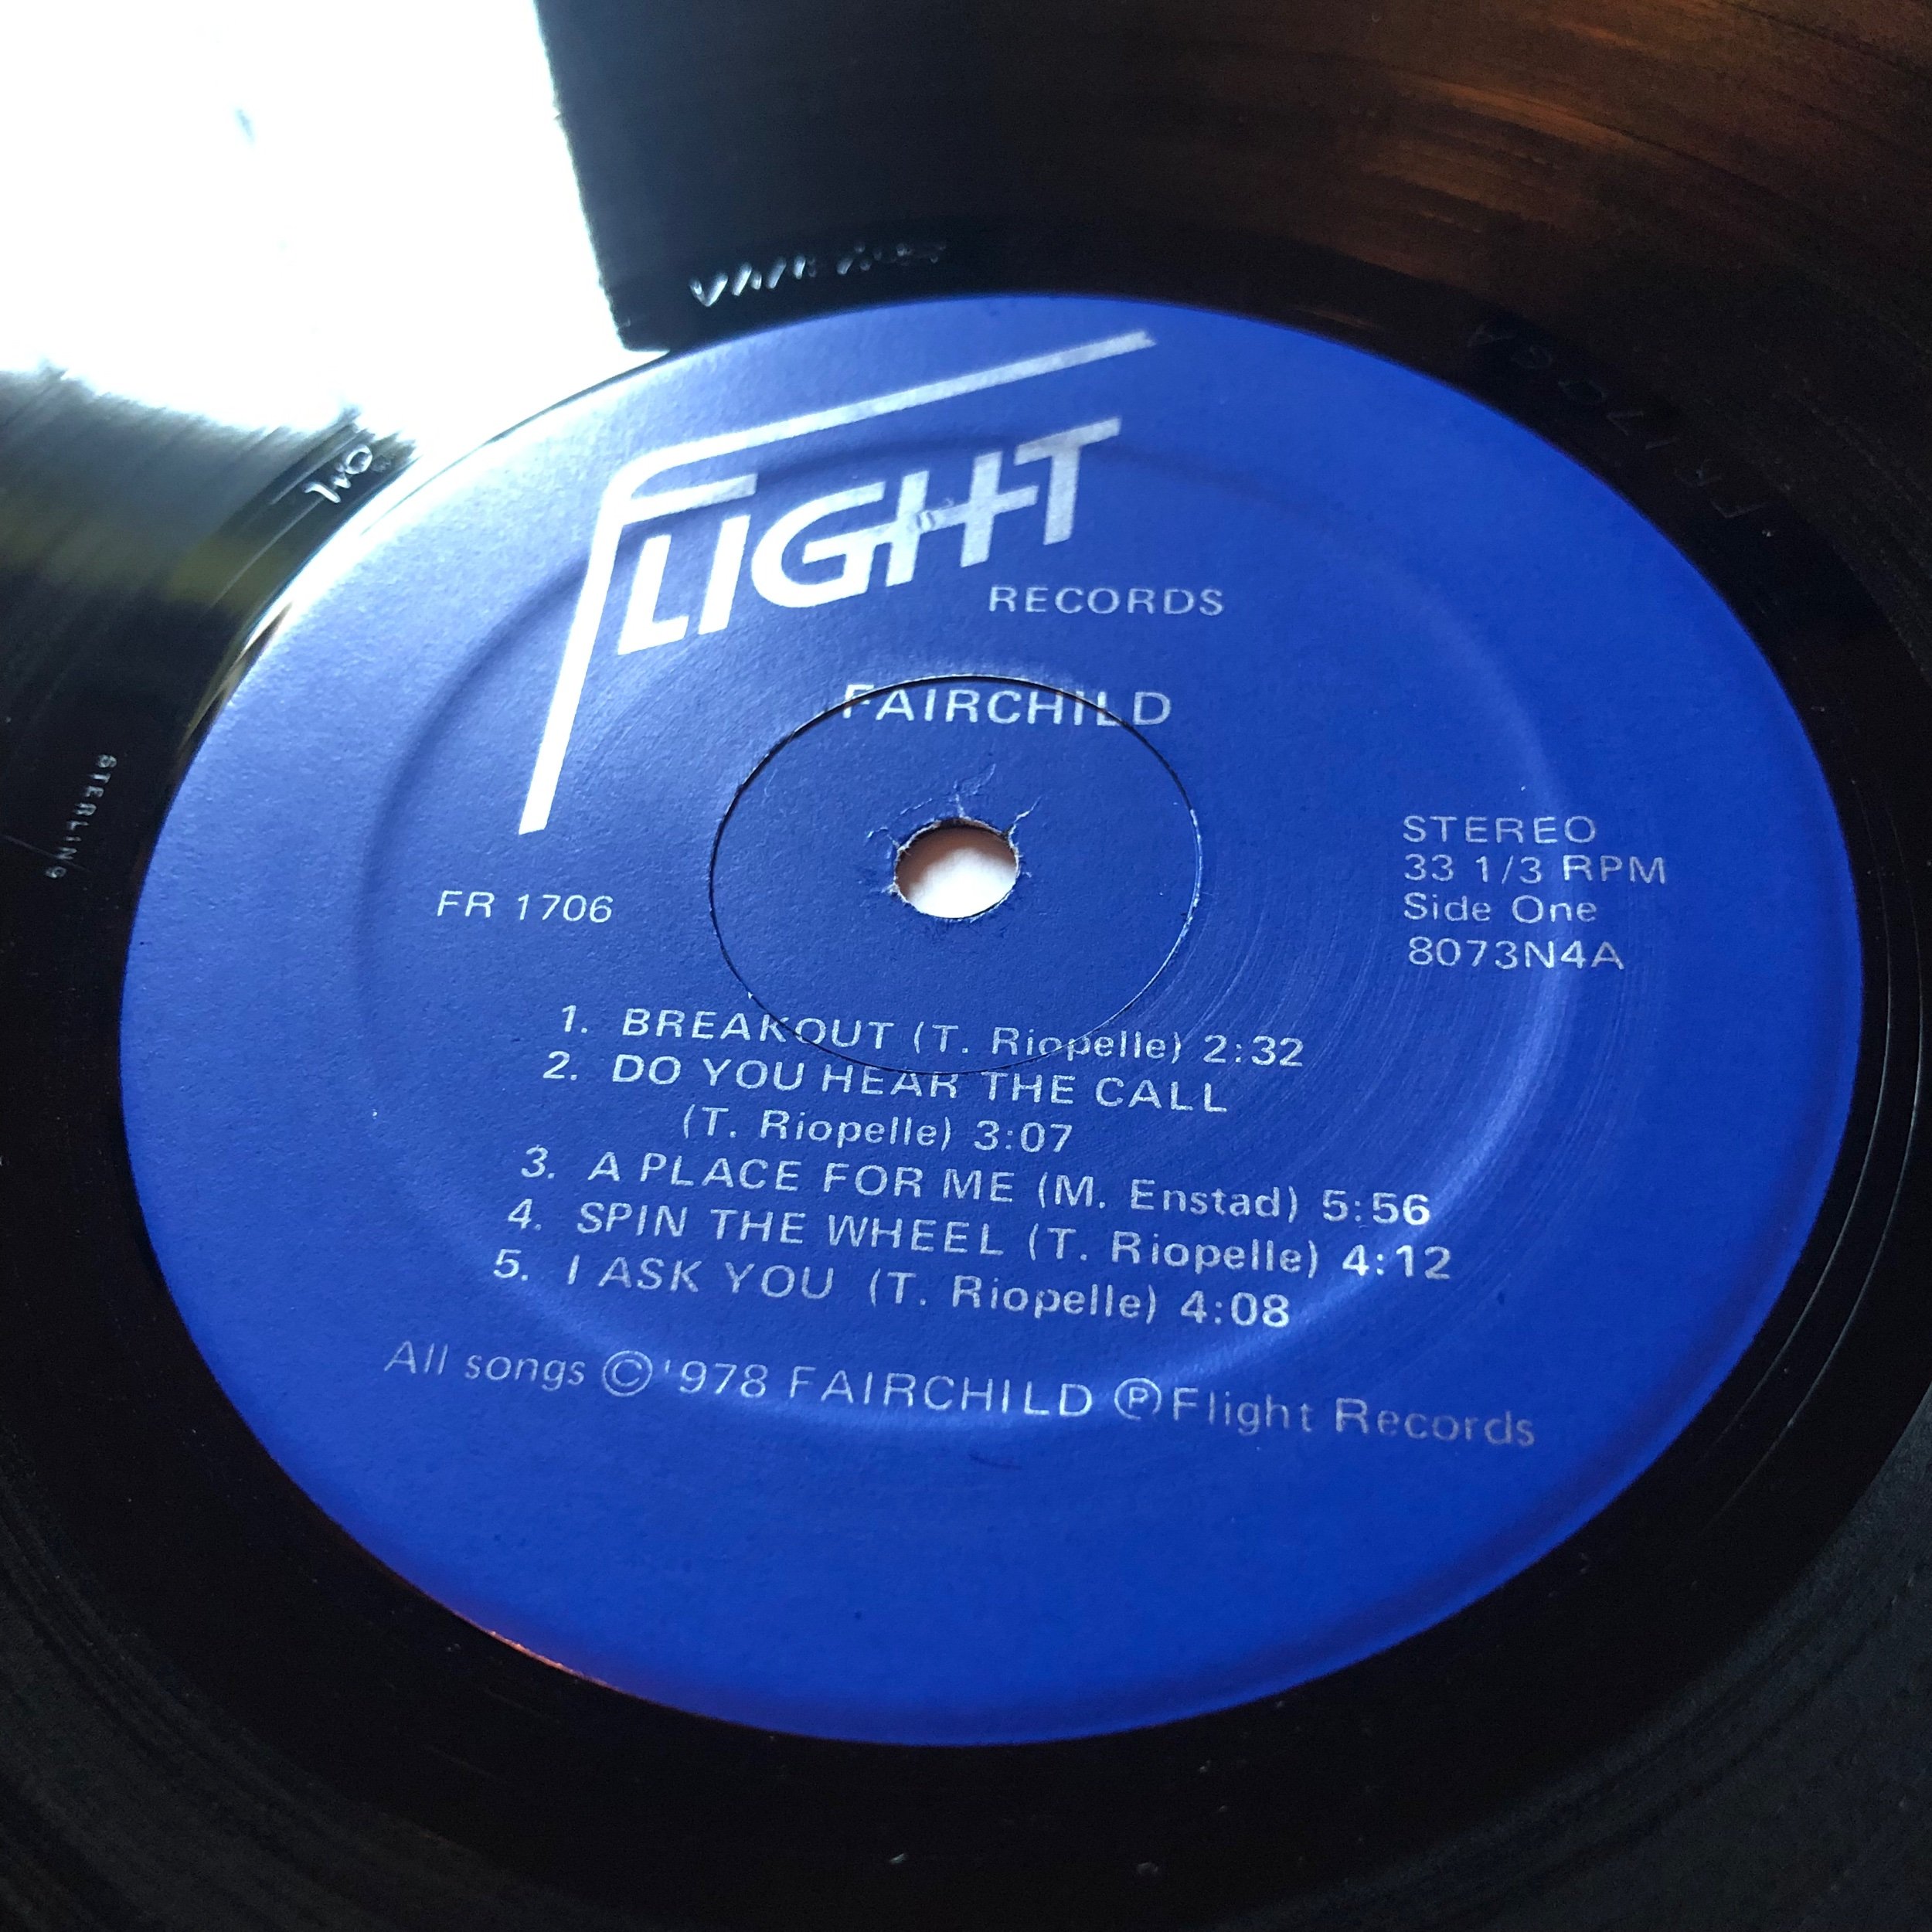 FLIGHT
RECORDS
FAIRCHILD
STEREO
33 1/3 RPM
Side One
8073N4A
FR 1706
1. BREAKOUT (T. Riopelle) 2:32
2. DO YOU HEAR THE CALL
(T. Riopelle) 3:07
3. A PLACE FOR ME (M. Enstad) 5:56
4. SPIN THE WHEEL (T. Riopelle) 4:12
5. I ASK YOU (T. Riopelle) 4:08
All songs © '978 FAIRCHILD ℗ Flight Records
STERLING